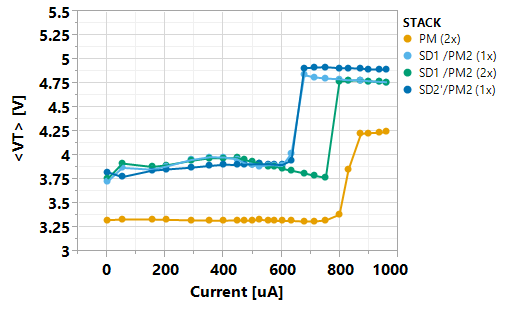 5.5
5.25
4.75
4.5
4.25
4
3.75
3.5
3.25
3
<VT> [V]
0 200 400 600 800 1000
Current [uA]
STACK
PM (2x)
SD1 /PM2 (1x)
SD1 /PM2 (2x)
SD2'/PM2 (1x)